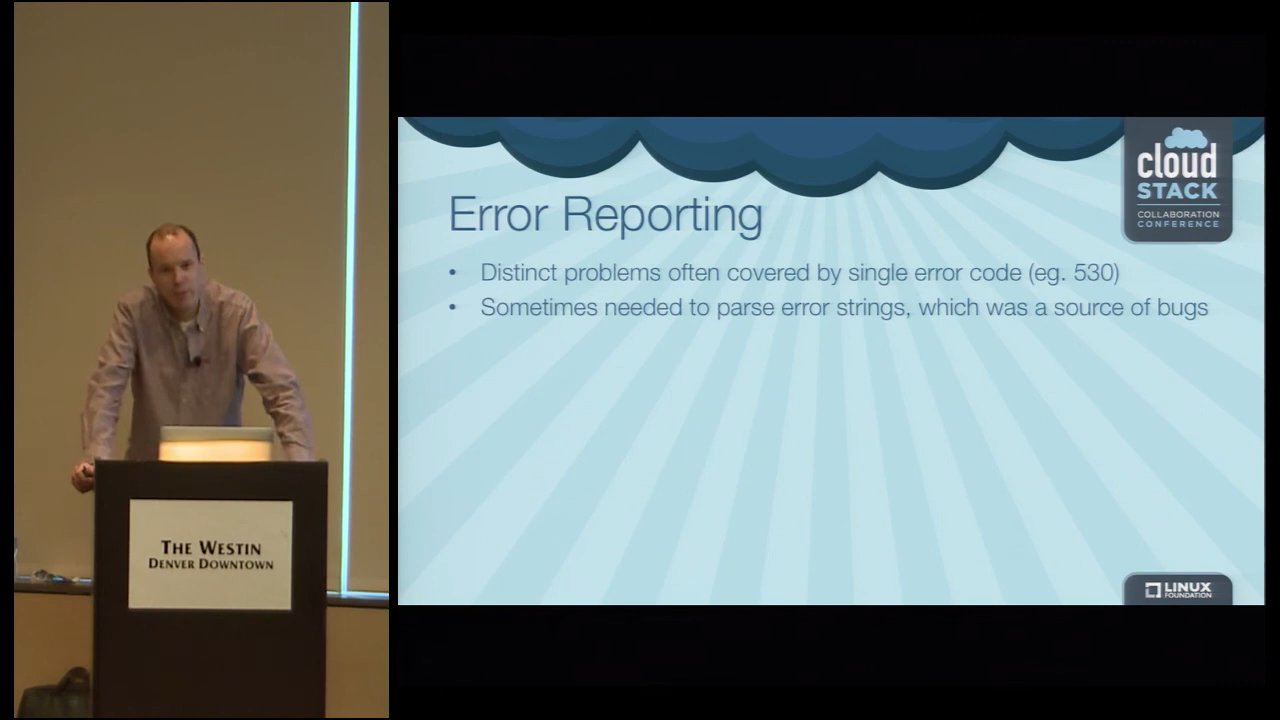 cloud
STACK
COLLABORATION
CONFERENCE
Error Reporting
• Distinct problems often covered by single error code (eg. 530)
• Sometimes needed to parse error strings, which was a source of bugs
THE WESTIN
DENVER DOWNTOWN
LINUX
FOUNDATION